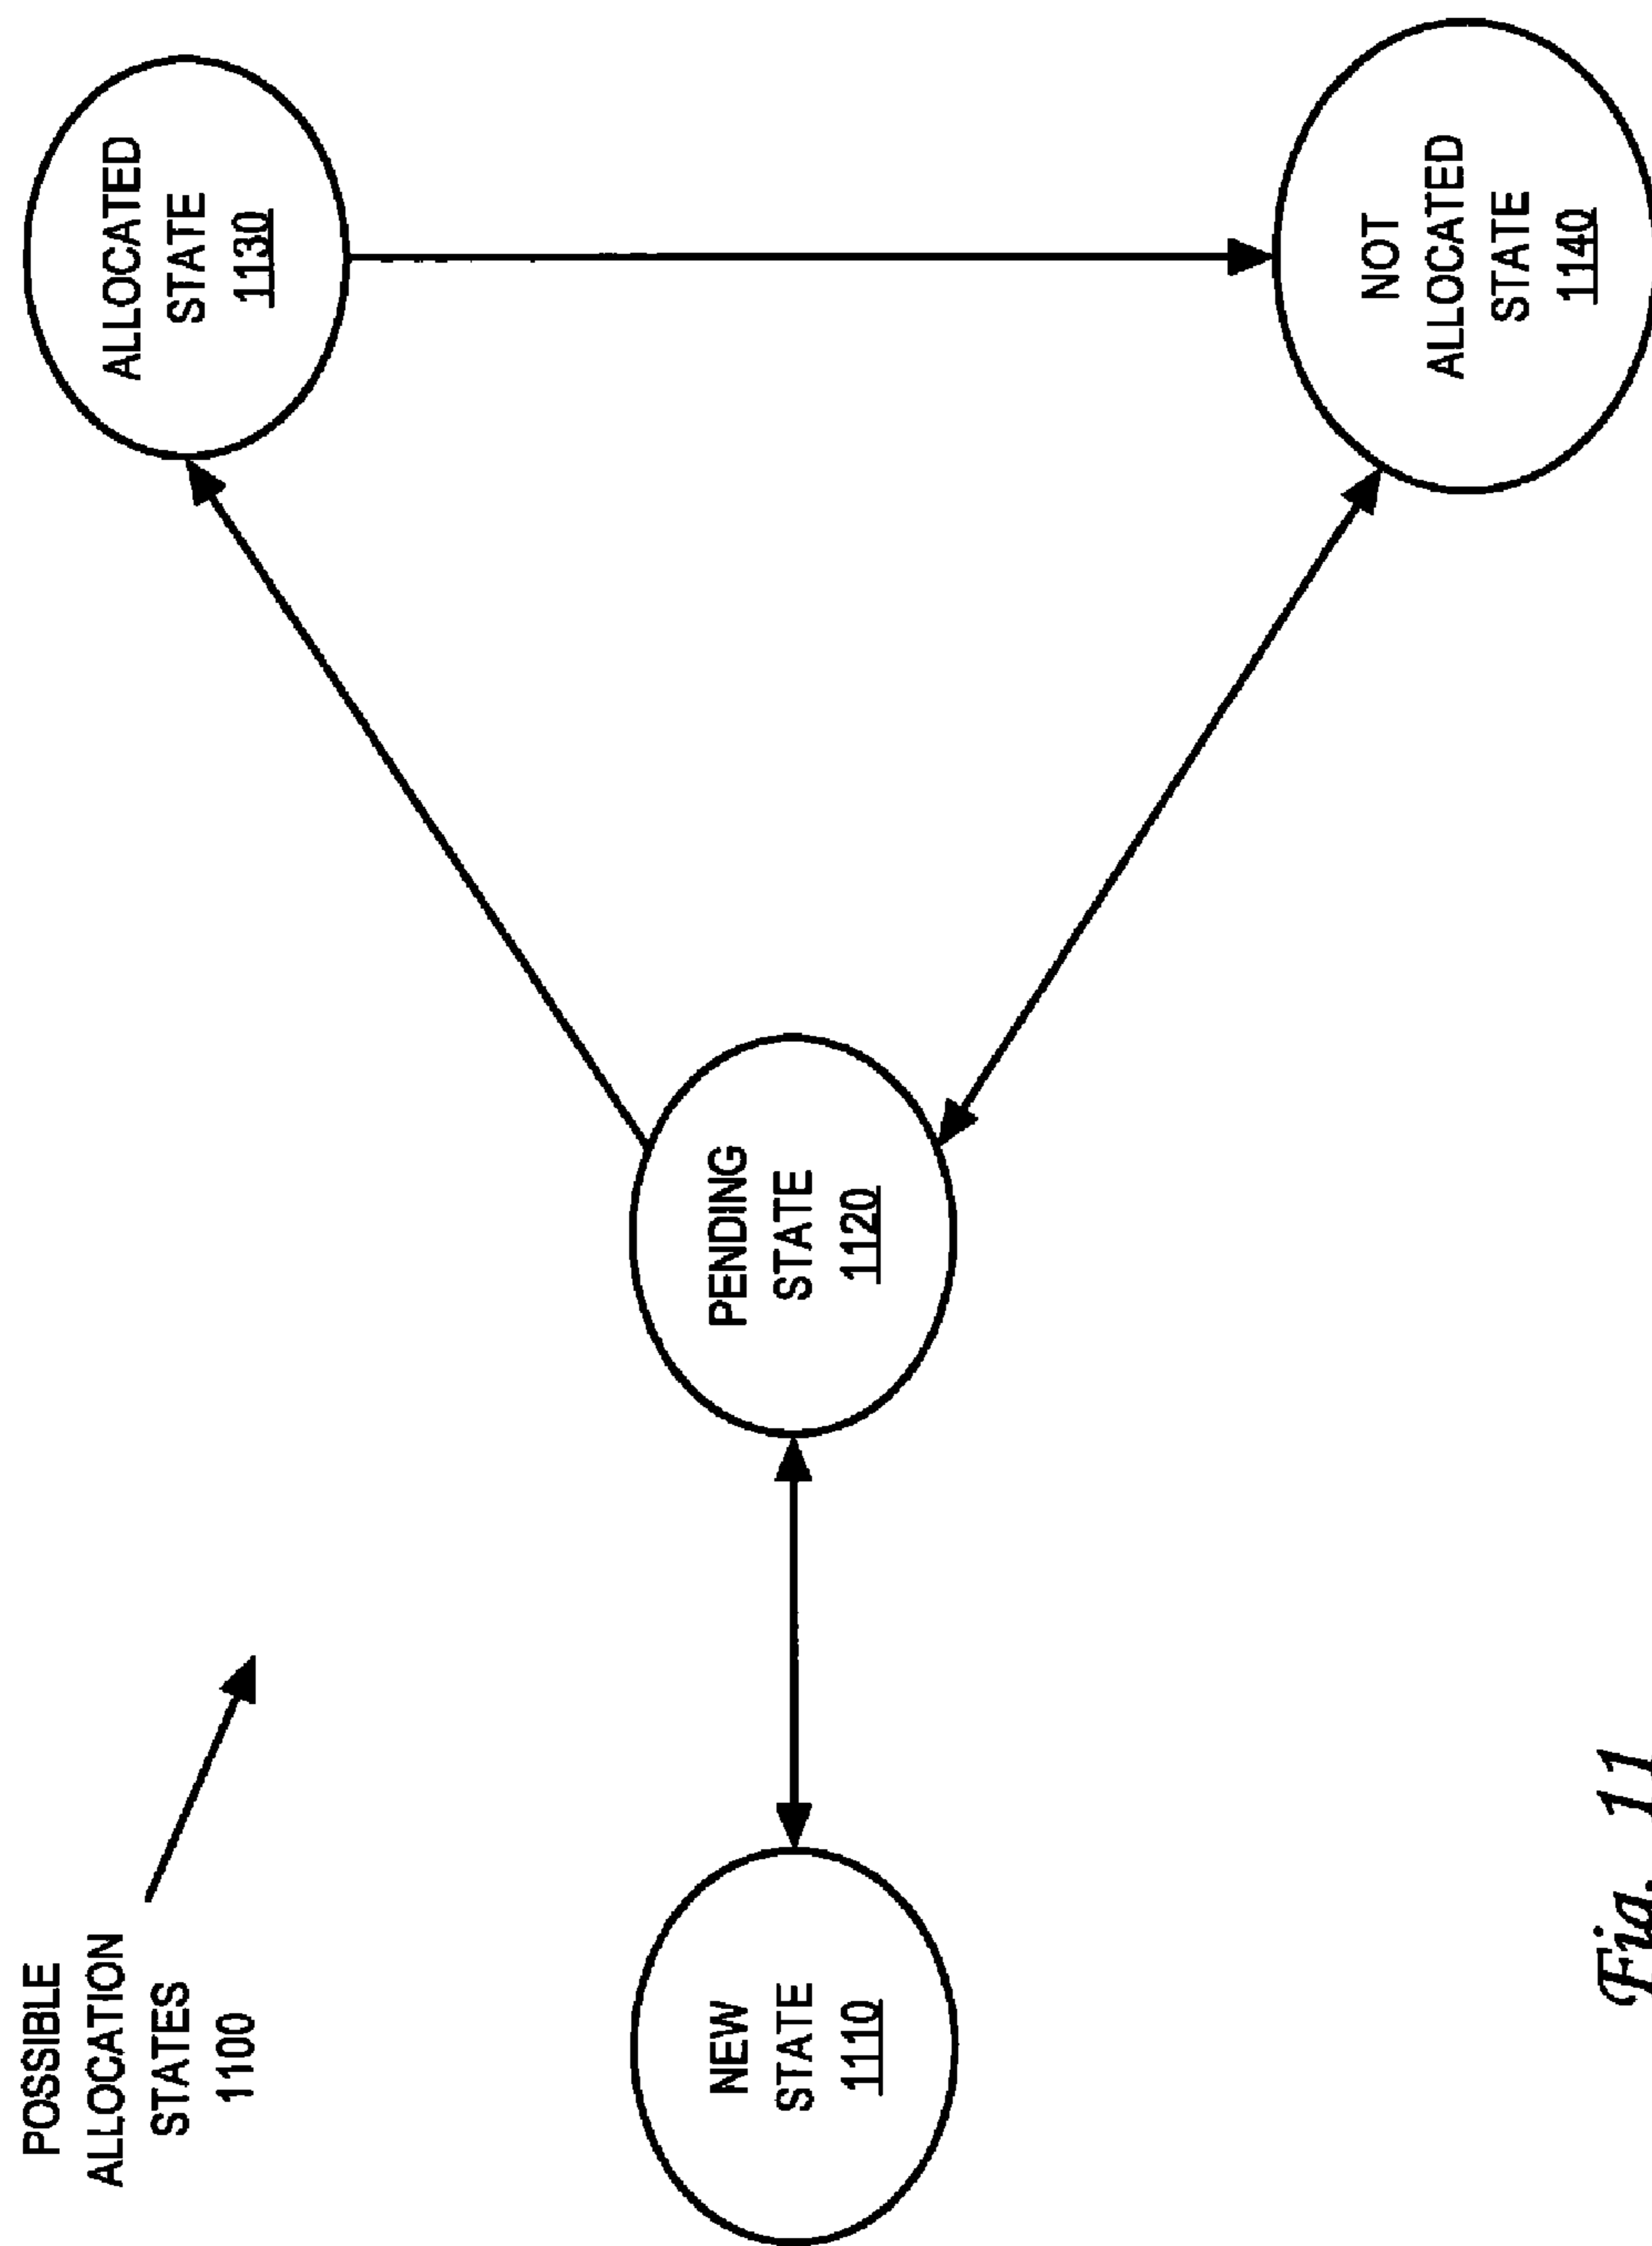 POSSIBLE
ALLOCATION
STATES
1100
NEW
STATE
1110
PENDING
STATE
1120
ALLOCATED
STATE
1130
NOT
ALLOCATED
STATE
1140
Fig. 11